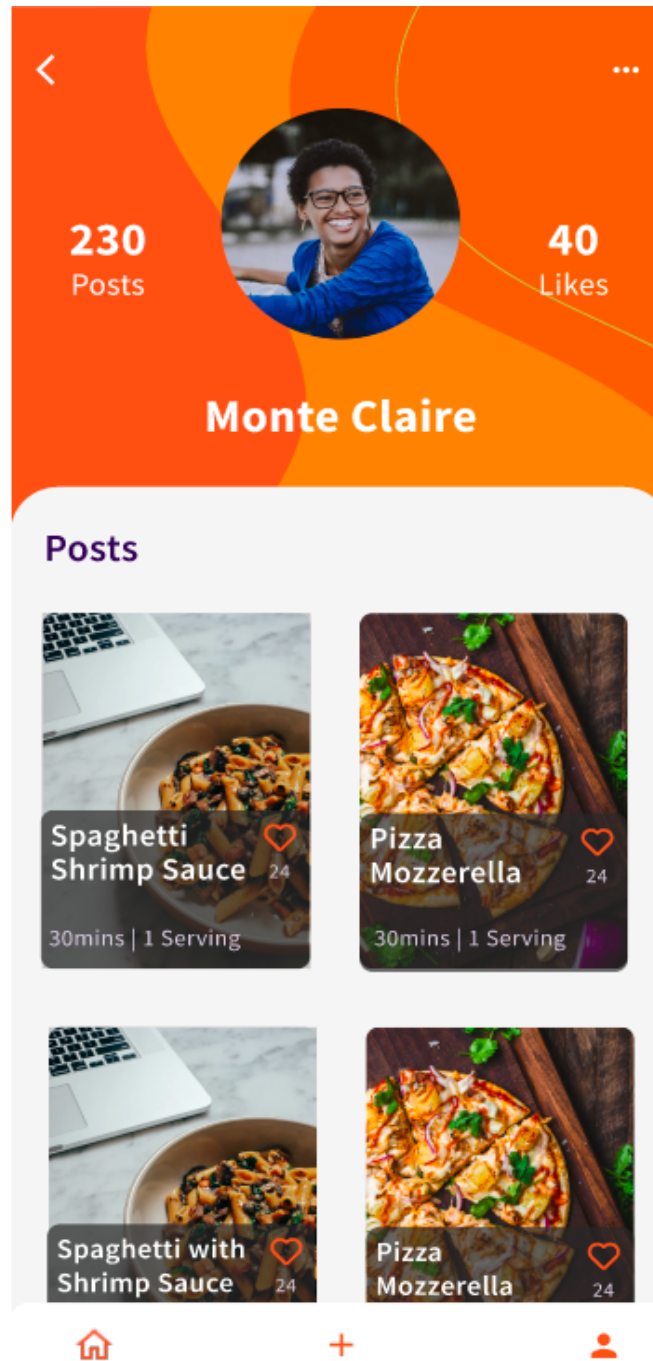 230
Posts
40
Likes
Monte Claire
Posts
Spaghetti
Shrimp Sauce
24
30mins | 1 Serving
Pizza
Mozzerella
24
30mins | 1 Serving
Spaghetti with
Shrimp Sauce
24
Pizza
Mozzerella
24